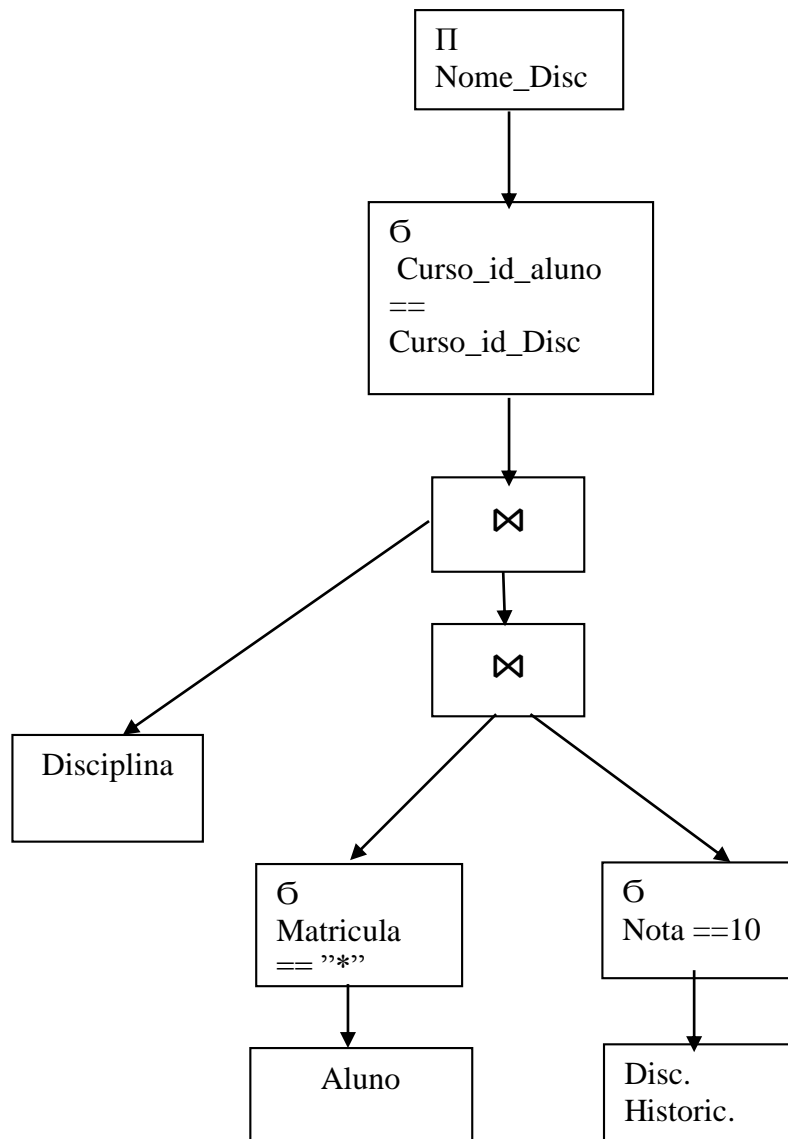 Π
Nome_Disc
Ϭ
Curso_id_aluno
==
Curso_id_Disc
⋈
⋈
Disciplina
Ϭ
Matricula
== ”*”
Ϭ
Nota ==10
Aluno
Disc.
Historic.